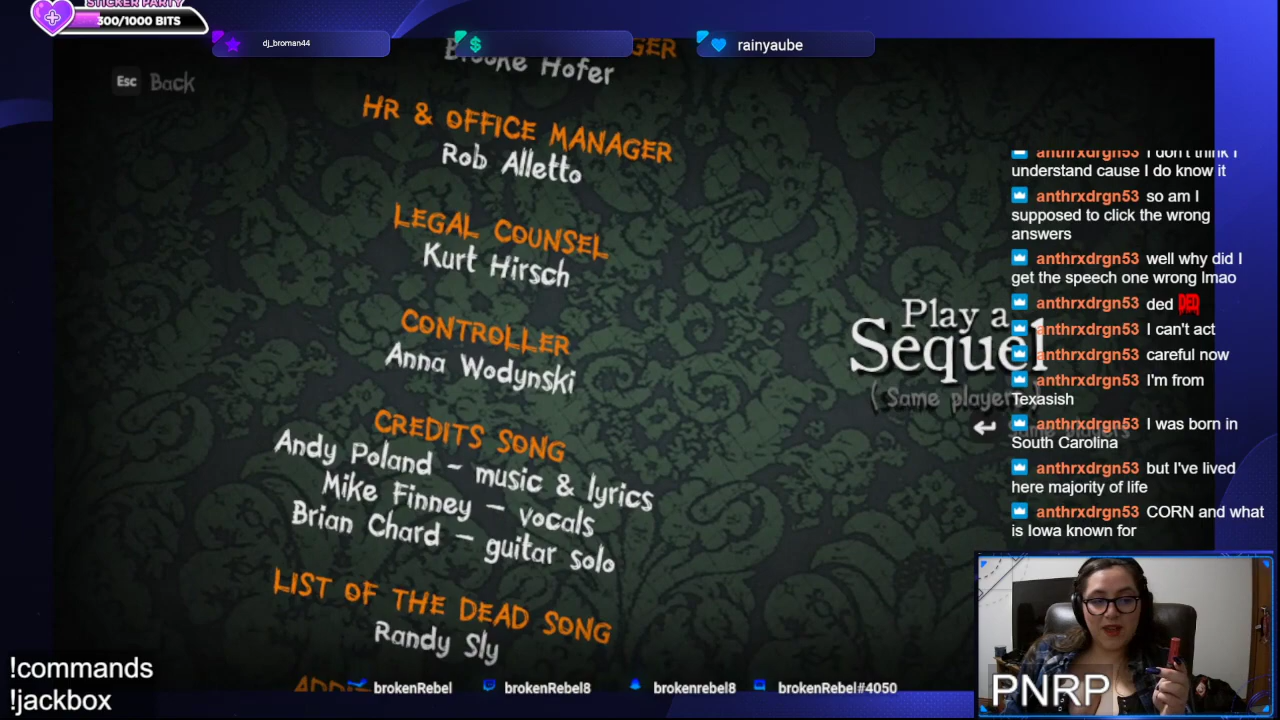 STICKER PARTY
300/1000 BITS
dj_broman44
$
rainyaube
Esc Back
Brooke Hofer
HR & OFFICE MANAGER
Rob Alletto
LEGAL COUNSEL
Kurt Hirsch
CONTROLLER
Anna Wodynski
CREDITS SONG
Andy Poland – music & lyrics
Mike Finney – vocals
Brian Chard – guitar solo
LIST OF THE DEAD SONG
Randy Sly
Play a
Sequel
(Same players)
anthrxdrgn53 I don't think I
understand cause I do know it
anthrxdrgn53 so am I
supposed to click the wrong
answers
anthrxdrgn53 well why did I
get the speech one wrong lmao
anthrxdrgn53 ded DED
anthrxdrgn53 I can't act
anthrxdrgn53 careful now
anthrxdrgn53 I'm from
Texasish
anthrxdrgn53 I was born in
South Carolina
anthrxdrgn53 but I've lived
here majority of life
anthrxdrgn53 CORN and what
is Iowa known for
!commands
!jackbox
brokenRebel brokenRebel8 brokenrebel8 brokenRebel#4050
PNRP